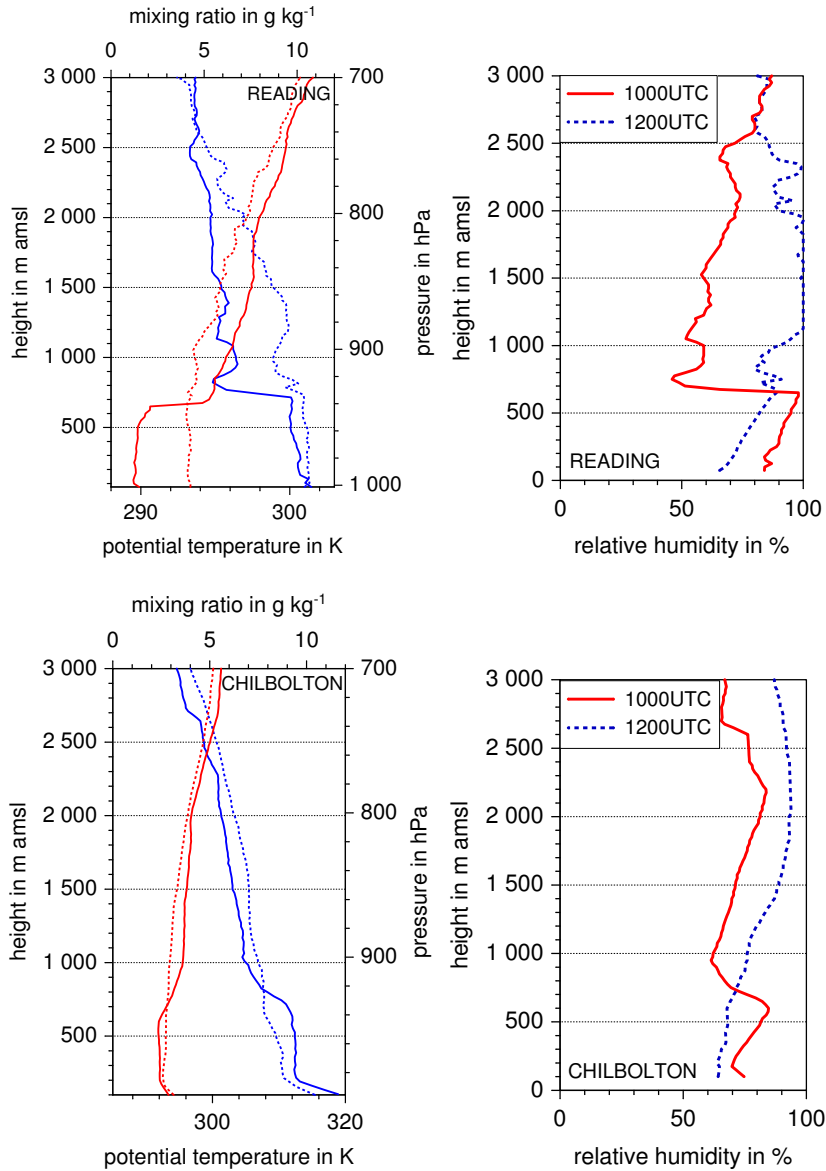 mixing ratio in g kg-1
0 5 10
3 000 700
READING
2 500
2 000 800
1 500
1 000 900
500
1 000
290 300
height in m amsl
pressure in hPa
potential temperature in K
3 000
1000UTC
1200UTC
2 500
2 000
1 500
1 000
500
READING
0
0 50 100
height in m amsl
relative humidity in %
mixing ratio in g kg-1
0 5 10
3 000 700
CHILBOLTON
2 500
2 000 800
1 500
1 000 900
500
300 320
height in m amsl
pressure in hPa
potential temperature in K
3 000
1000UTC
1200UTC
2 500
2 000
1 500
1 000
500
CHILBOLTON
0
0 50 100
height in m amsl
relative humidity in %